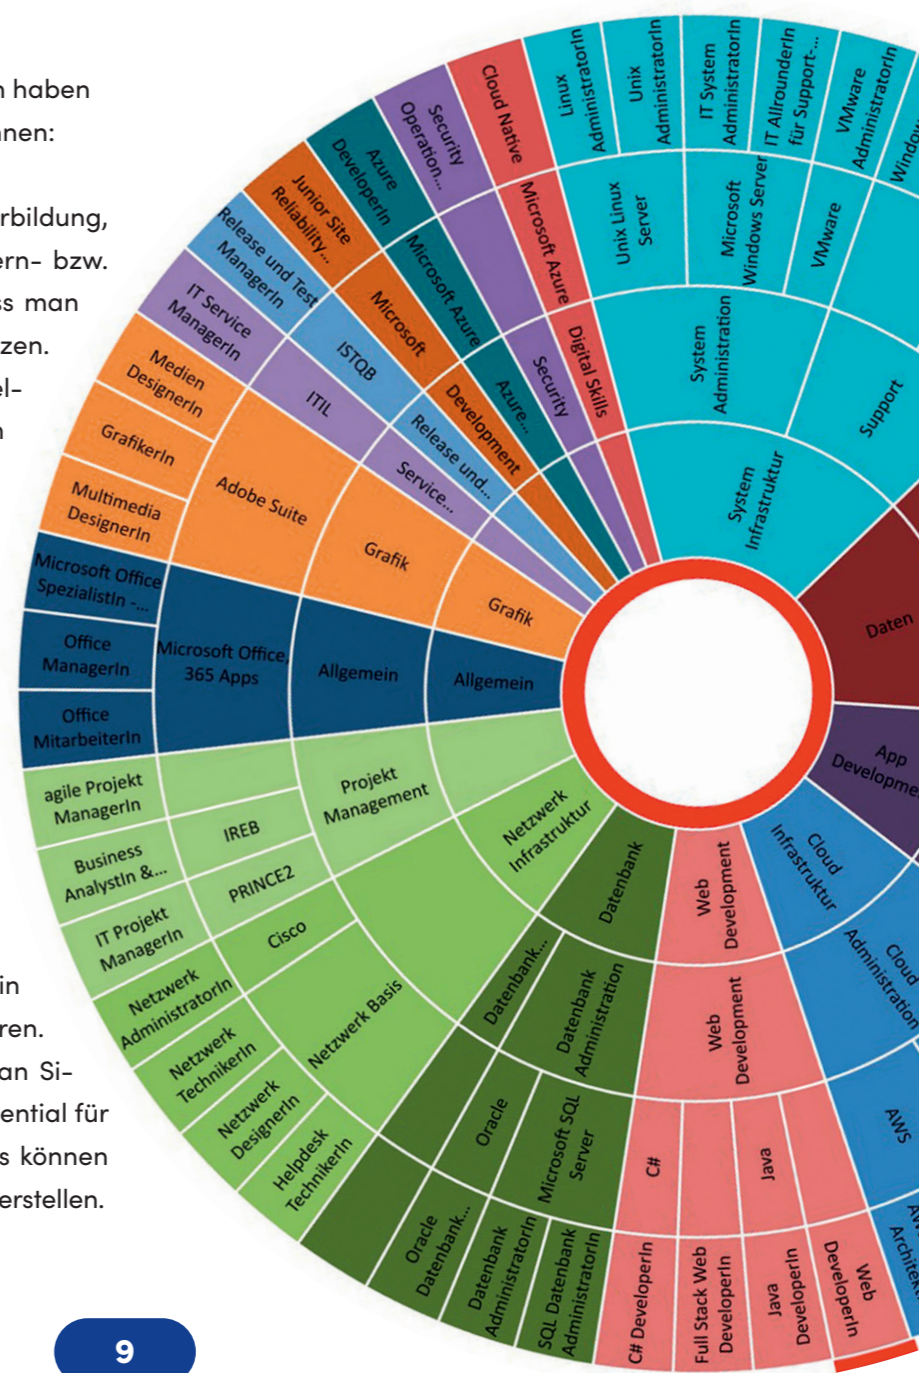 n haben
nnen:
rbildung,
ern- bzw.
ss man
zen.
el-
n
in
ren.
an Si-
ential für
s können
erstellen.
9
System
Infrastruktur
System
Administration
Support
Unix Linux
Server
Microsoft
Windows Server
VMware
Linux
AdministratorIn
Unix
AdministratorIn
IT System
AdministratorIn
IT AllrounderIn
für Support-...
VMware
AdministratorIn
Window
Daten
App
Developme
Cloud
Infrastruktur
Cloud
Administration
AWS
AW
Architekt
Web
Development
Web
Development
C#
Java
C# DeveloperIn
Full Stack Web
DeveloperIn
Java
DeveloperIn
Web
DeveloperIn
Datenbank
Datenbank...
Datenbank
Administration
Oracle
Microsoft SQL
Server
Oracle
Datenbank...
Datenbank
AdministratorIn
SQL Datenbank
AdministratorIn
Netzwerk
Infrastruktur
Netzwerk Basis
Cisco
Netzwerk
AdministratorIn
Netzwerk
TechnikerIn
Netzwerk
DesignerIn
Helpdesk
TechnikerIn
Projekt
Management
IREB
PRINCE2
agile Projekt
ManagerIn
Business
AnalystIn &...
IT Projekt
ManagerIn
Allgemein
Allgemein
Microsoft Office,
365 Apps
Microsoft Office
SpezialistIn -...
Office
ManagerIn
Office
MitarbeiterIn
Grafik
Grafik
Adobe Suite
Medien
DesignerIn
GrafikerIn
Multimedia
DesignerIn
Service...
ITIL
IT Service
ManagerIn
Release und...
ISTQB
Release und Test
ManagerIn
Development
Microsoft
Junior Site
Reliability...
Azure...
Microsoft Azure
Azure
DeveloperIn
Security
Security
Operation...
Digital Skills
Microsoft Azure
Cloud Native